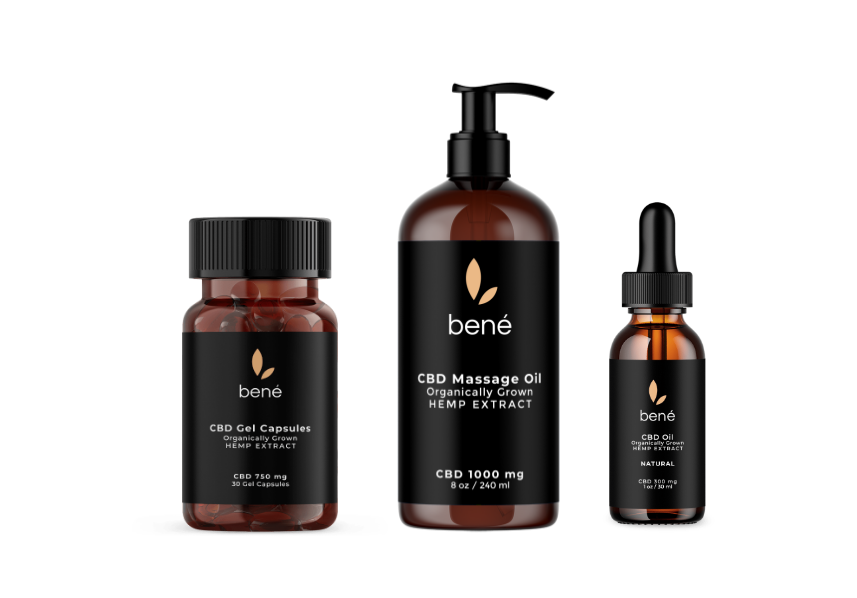 bené
CBD Gel Capsules
Organically Grown
HEMP EXTRACT
CBD 750 mg
30 Gel Capsules
bené
CBD Massage Oil
Organically Grown
HEMP EXTRACT
CBD 1000 mg
8 oz / 240 ml
bené
CBD Oil
Organically Grown
HEMP EXTRACT
NATURAL
CBD 300 mg
1 oz / 30 ml